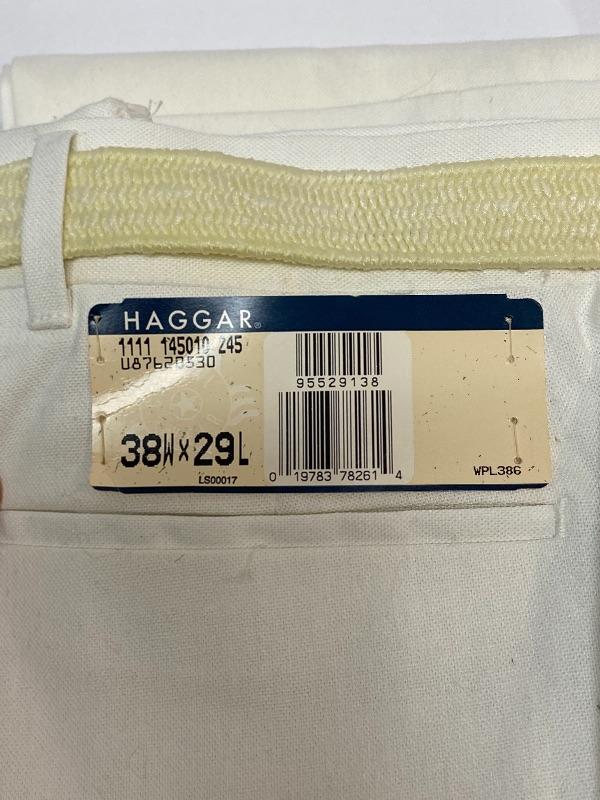 HAGGAR®
1111 145010 245
U87620530
95529138
38W x 29L
LS00017
0 19783 78261 4
WPL386